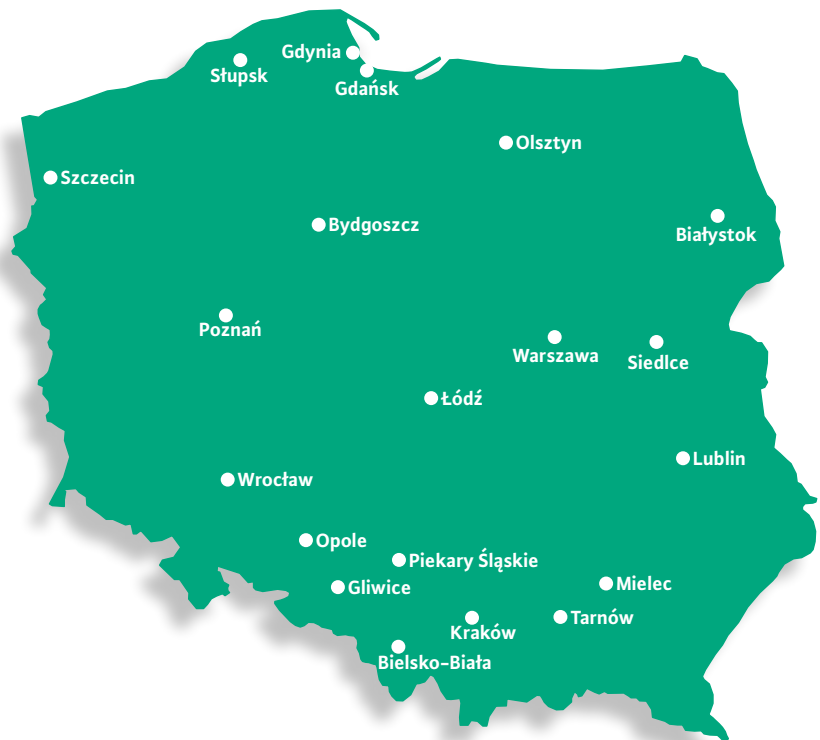 Gdynia
Słupsk
Gdańsk
Olsztyn
Szczecin
Bydgoszcz
Białystok
Poznań
Warszawa
Siedlce
Łódź
Lublin
Wrocław
Opole
Piekary Śląskie
Mielec
Gliwice
Tarnów
Kraków
Bielsko-Biała